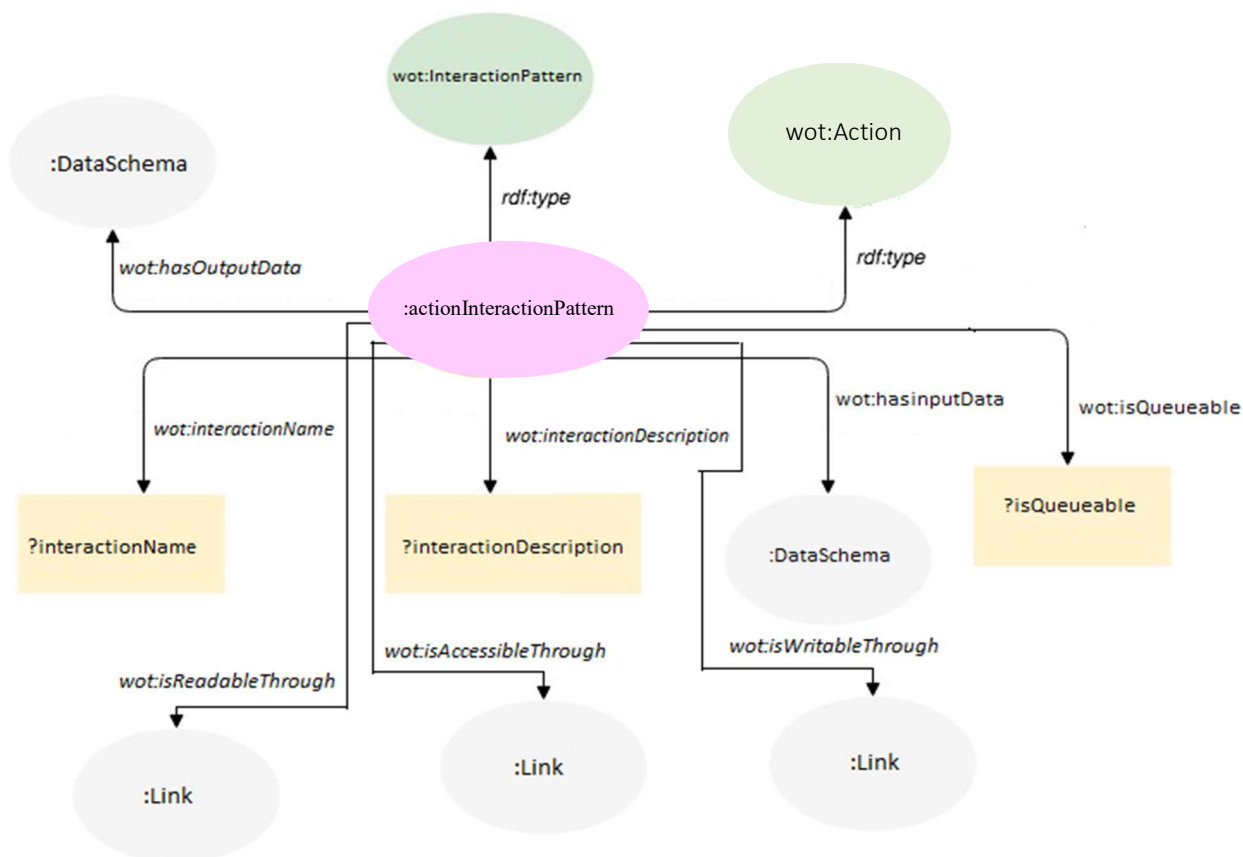 wot:InteractionPattern
wot:Action
:DataSchema
rdf:type
wot:hasOutputData
rdf:type
:actionInteractionPattern
wot:hasinputData
wot:isQueueable
wot:interactionName
wot:interactionDescription
?isQueueable
?interactionName
?interactionDescription
:DataSchema
wot:isAccessibleThrough
wot:isWritableThrough
wot:isReadableThrough
:Link
:Link
:Link